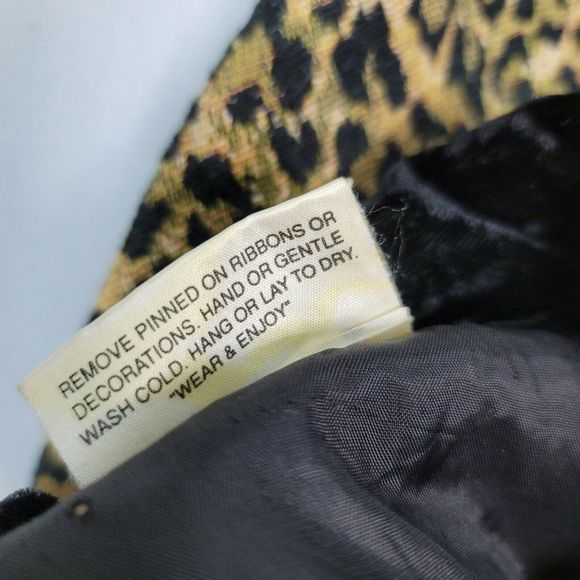 REMOVE PINNED ON RIBBONS OR
DECORATIONS. HAND OR GENTLE
WASH COLD. HANG OR LAY TO DRY.
"WEAR & ENJOY"